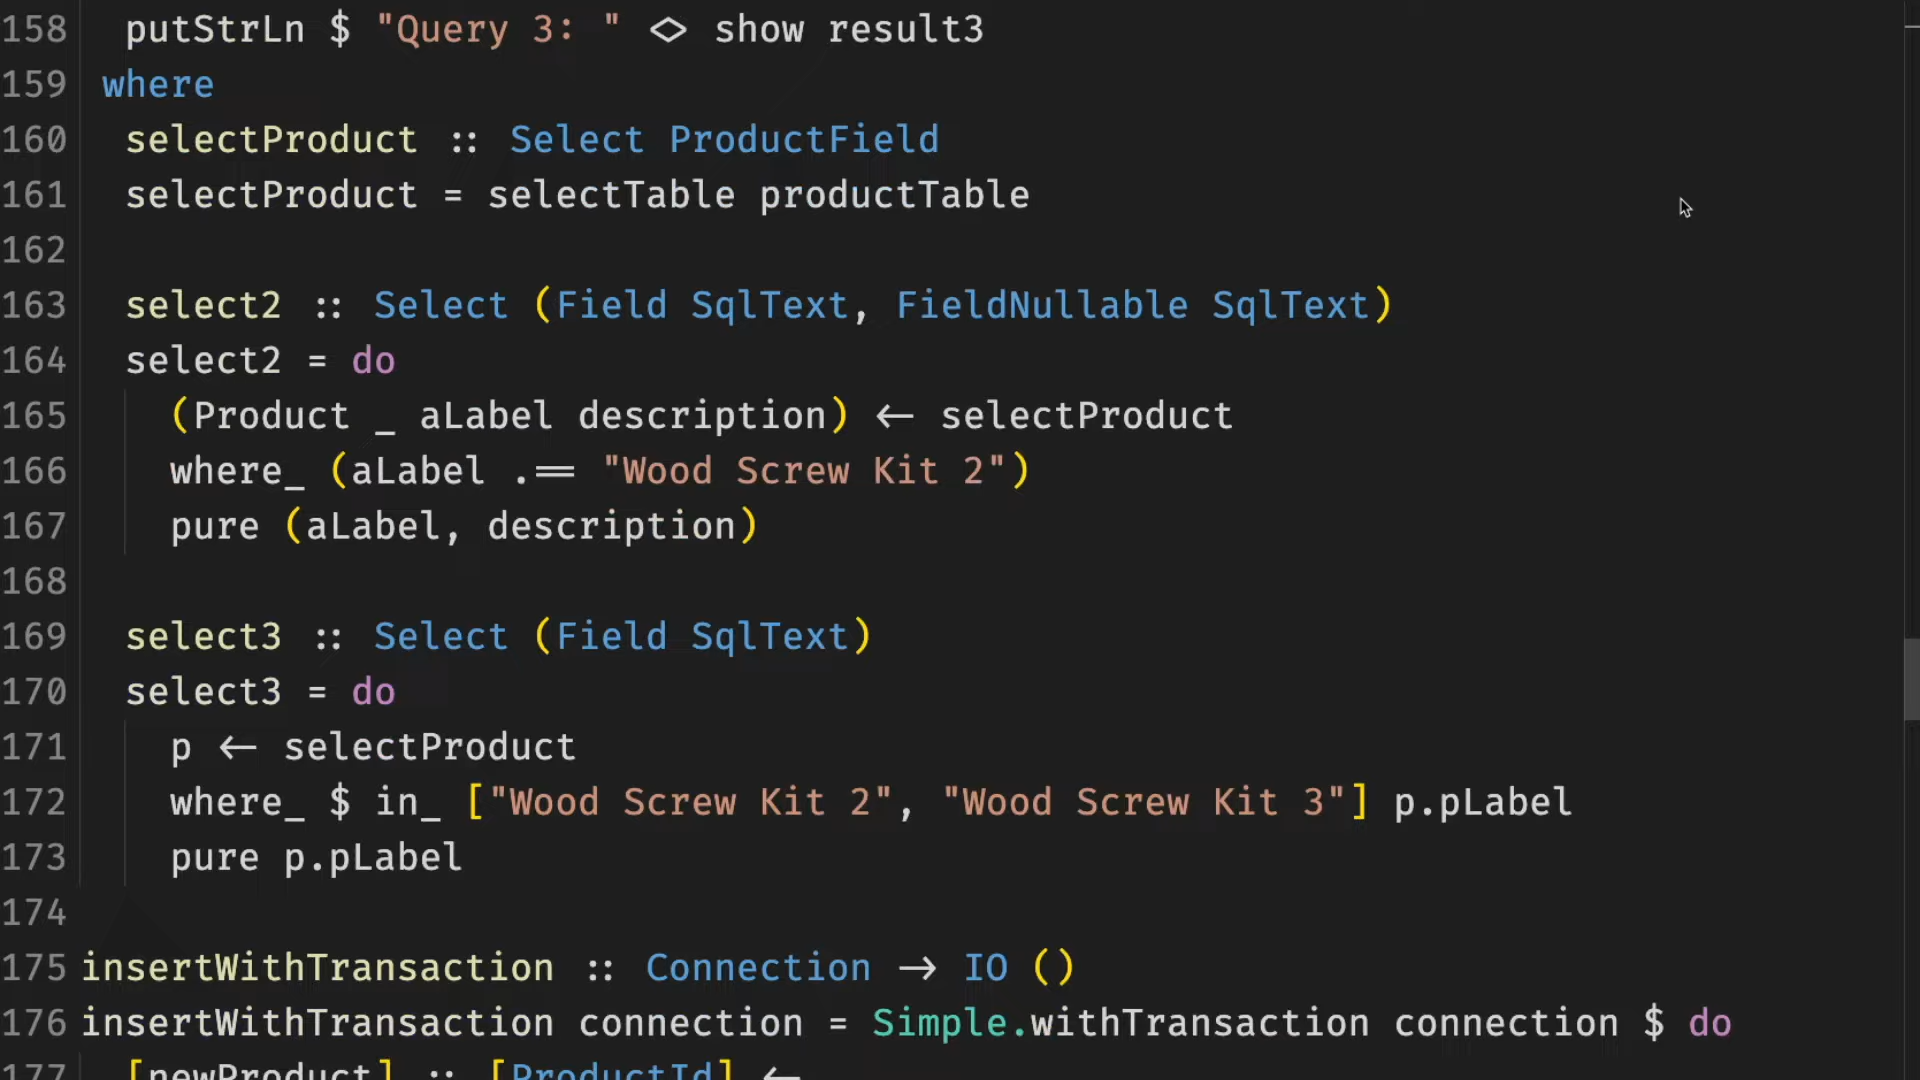 158 putStrLn $ "Query 3: " <> show result3
159 where
160 selectProduct :: Select ProductField
161 selectProduct = selectTable productTable
162
163 select2 :: Select (Field SqlText, FieldNullable SqlText)
164 select2 = do
165 (Product _ aLabel description) <- selectProduct
166 where_ (aLabel .== "Wood Screw Kit 2")
167 pure (aLabel, description)
168
169 select3 :: Select (Field SqlText)
170 select3 = do
171 p <- selectProduct
172 where_ $ in_ ["Wood Screw Kit 2", "Wood Screw Kit 3"] p.pLabel
173 pure p.pLabel
174
175 insertWithTransaction :: Connection -> IO ()
176 insertWithTransaction connection = Simple.withTransaction connection $ do
177 [newProduct] :: [ProductId] <-